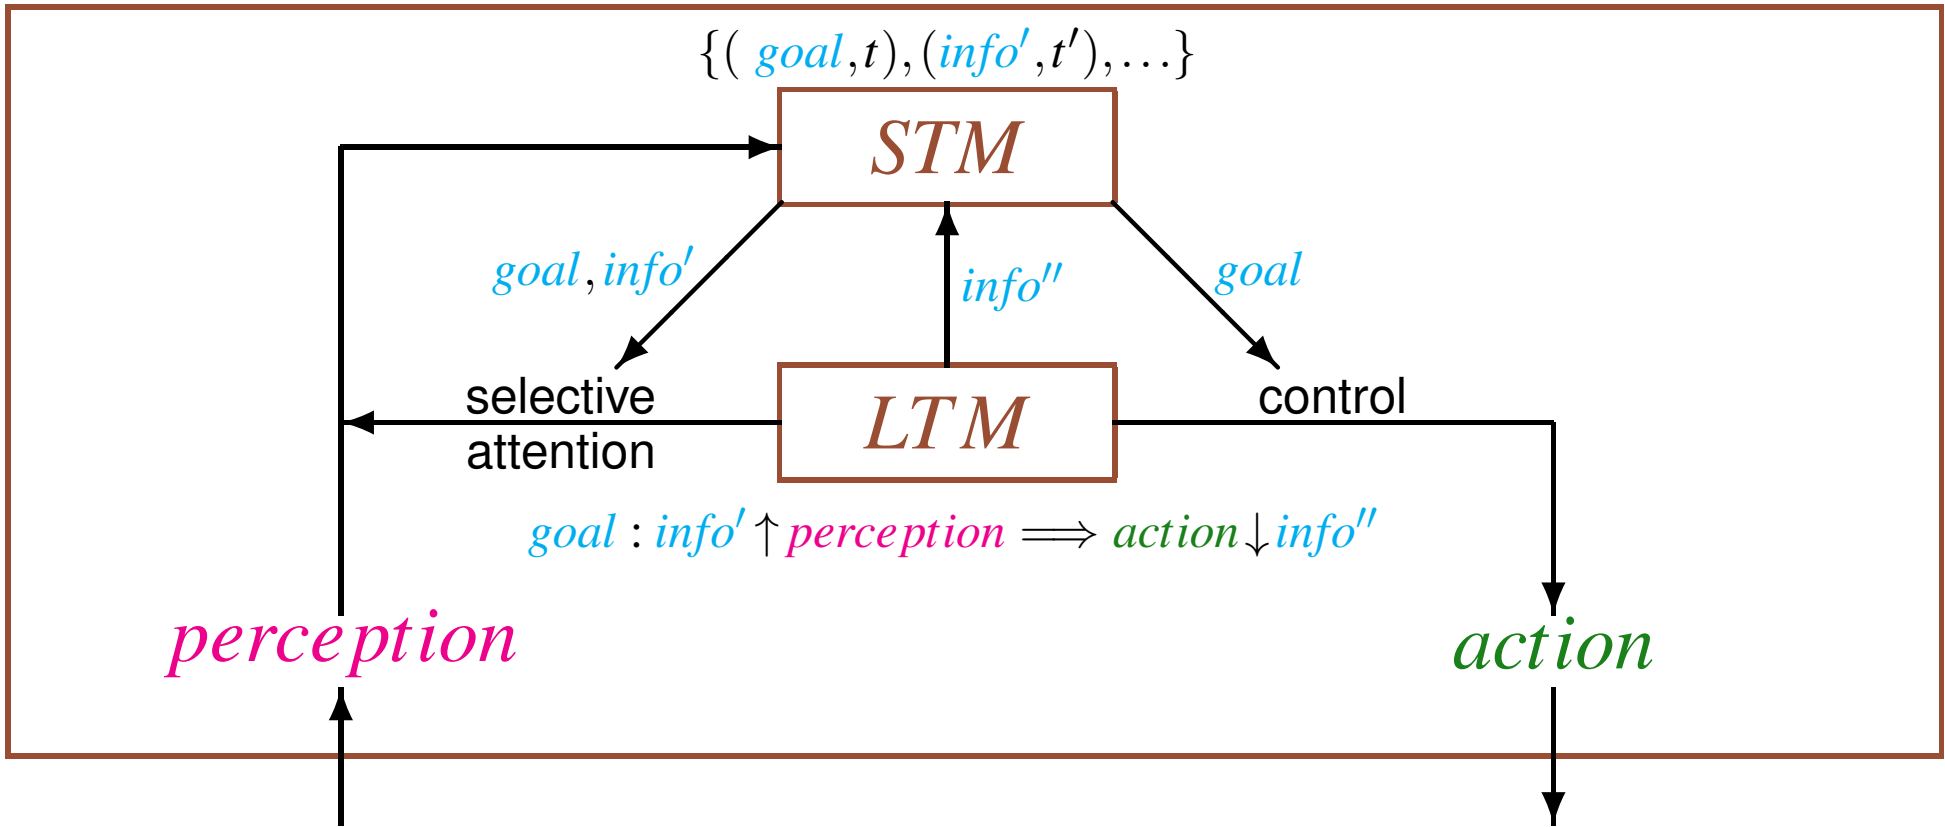 {( goal,t),(info′,t′),...}
STM
goal,info′
info′′
goal
selective
attention
LTM
control
goal : info′ ↑ perception ⟹ action ↓ info′′
perception
action